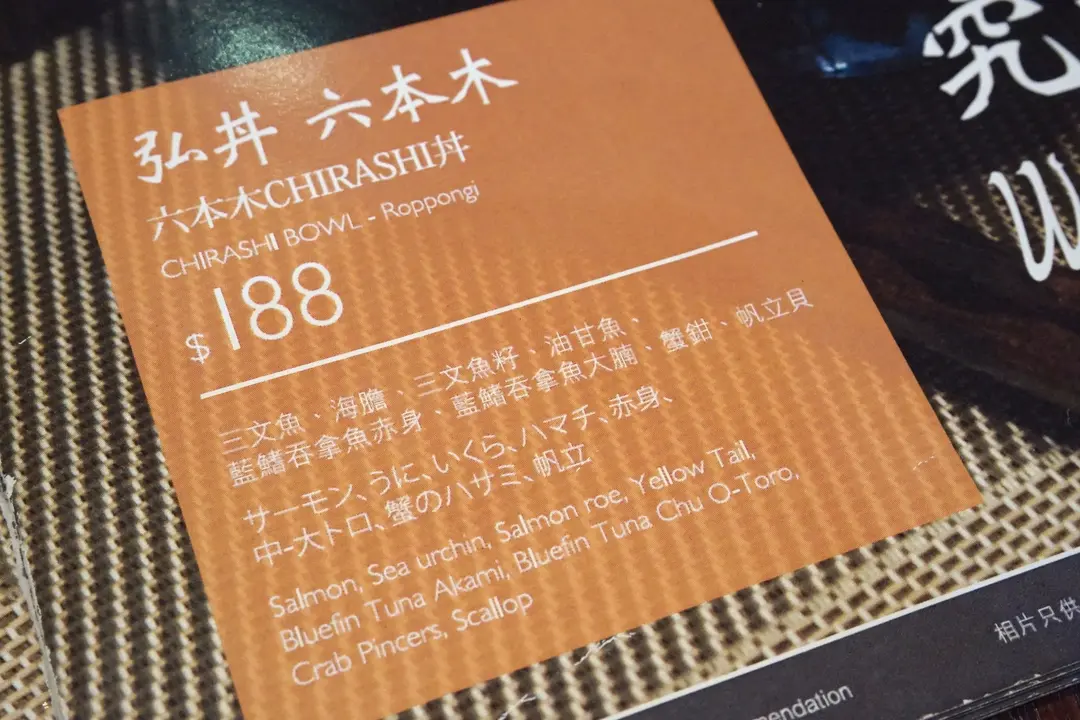 弘丼 六本木
六本木CHIRASHI丼
CHIRASHI BOWL - Roppongi
$188
三文魚、海膽、三文魚籽、油甘魚、
藍鰭吞拿魚赤身、藍鰭吞拿魚大腩、蟹鉗、帆立貝
サーモン、うに、いくら、ハマチ、赤身、
中-大トロ、蟹のハサミ、帆立
Salmon, Sea urchin, Salmon roe, Yellow Tail,
Bluefin Tuna Akami, Bluefin Tuna Chu O-Toro,
Crab Pincers, Scallop
究
W
相片只供
mendation